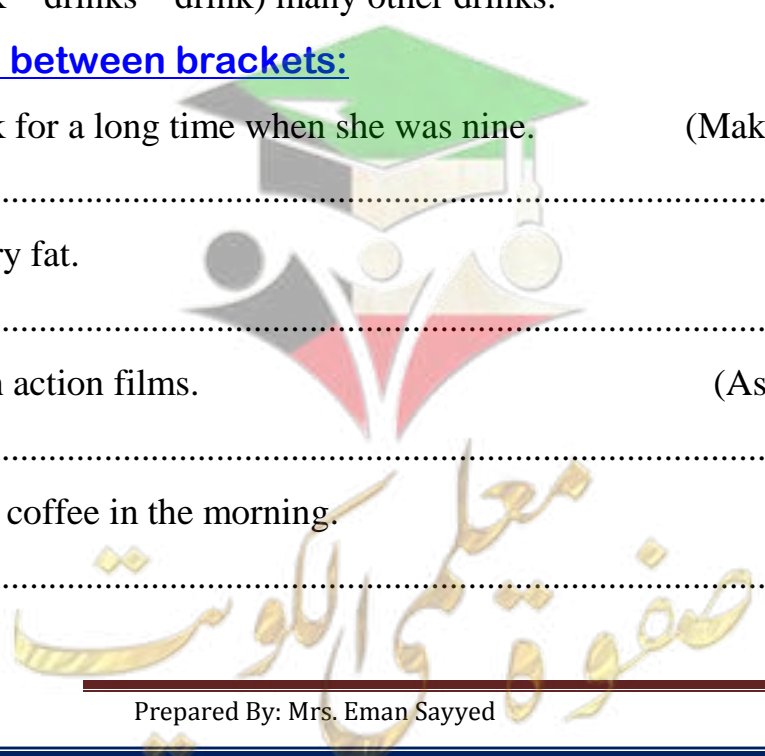 drinks – drink) many other drinks.
between brackets:
for a long time when she was nine. (Mak
....................................................................................................
ry fat.
....................................................................................................
action films. (As
....................................................................................................
coffee in the morning.
....................................................................................................
معلمي الكويت
صفوة
Prepared By: Mrs. Eman Sayyed